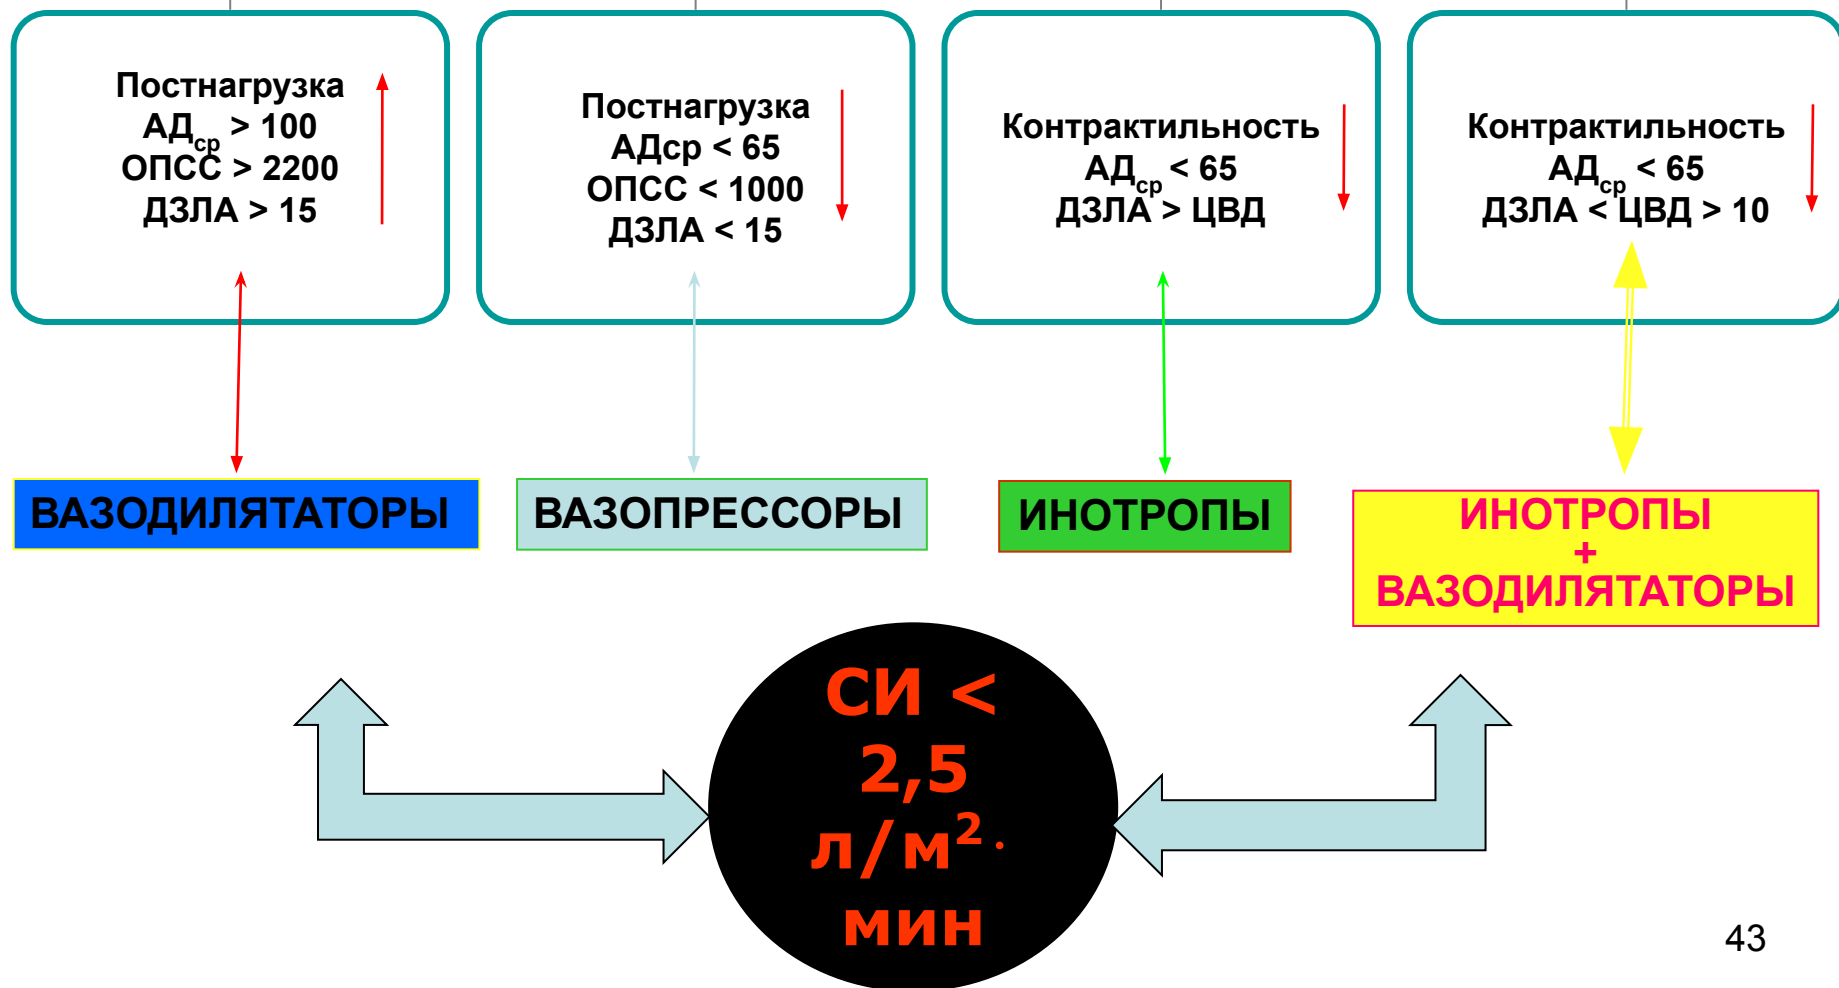 Постнагрузка
АДср > 100
ОПСС > 2200
ДЗЛА > 15
Постнагрузка
АДср < 65
ОПСС < 1000
ДЗЛА < 15
Контрактильность
АДср < 65
ДЗЛА > ЦВД
Контрактильность
АДср < 65
ДЗЛА < ЦВД > 10
ВАЗОДИЛЯТАТОРЫ
ВАЗОПРЕССОРЫ
ИНОТРОПЫ
ИНОТРОПЫ
+
ВАЗОДИЛЯТАТОРЫ
СИ <
2,5
л/м² ·
мин
43